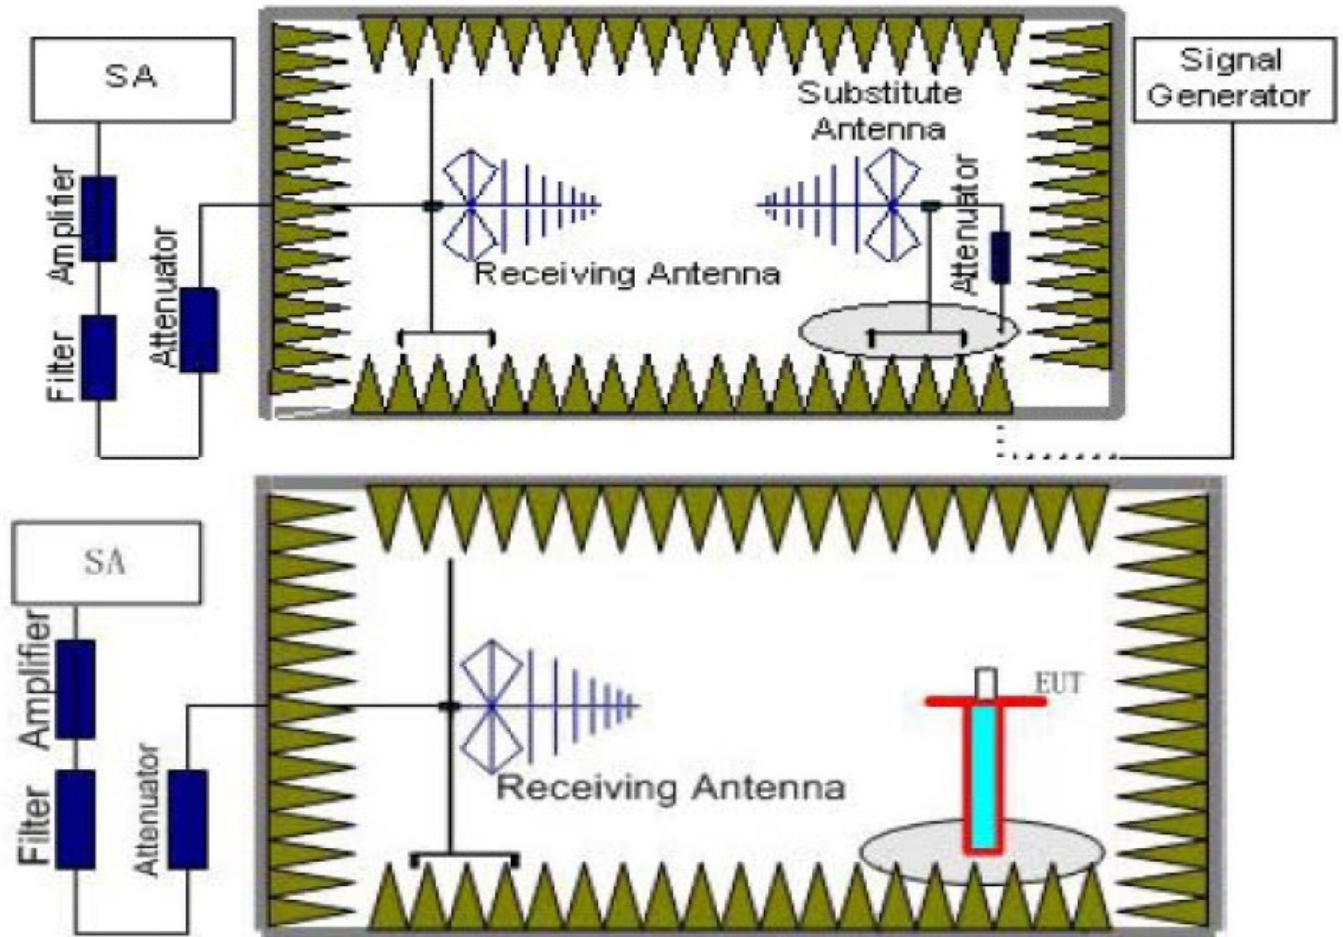 SA
Signal
Generator
Substitute
Antenna
Amplifier
Attenuator
Attenuator
Receiving Antenna
Filter
SA
Amplifier
EUT
Receiving Antenna
Attenuator
Filter